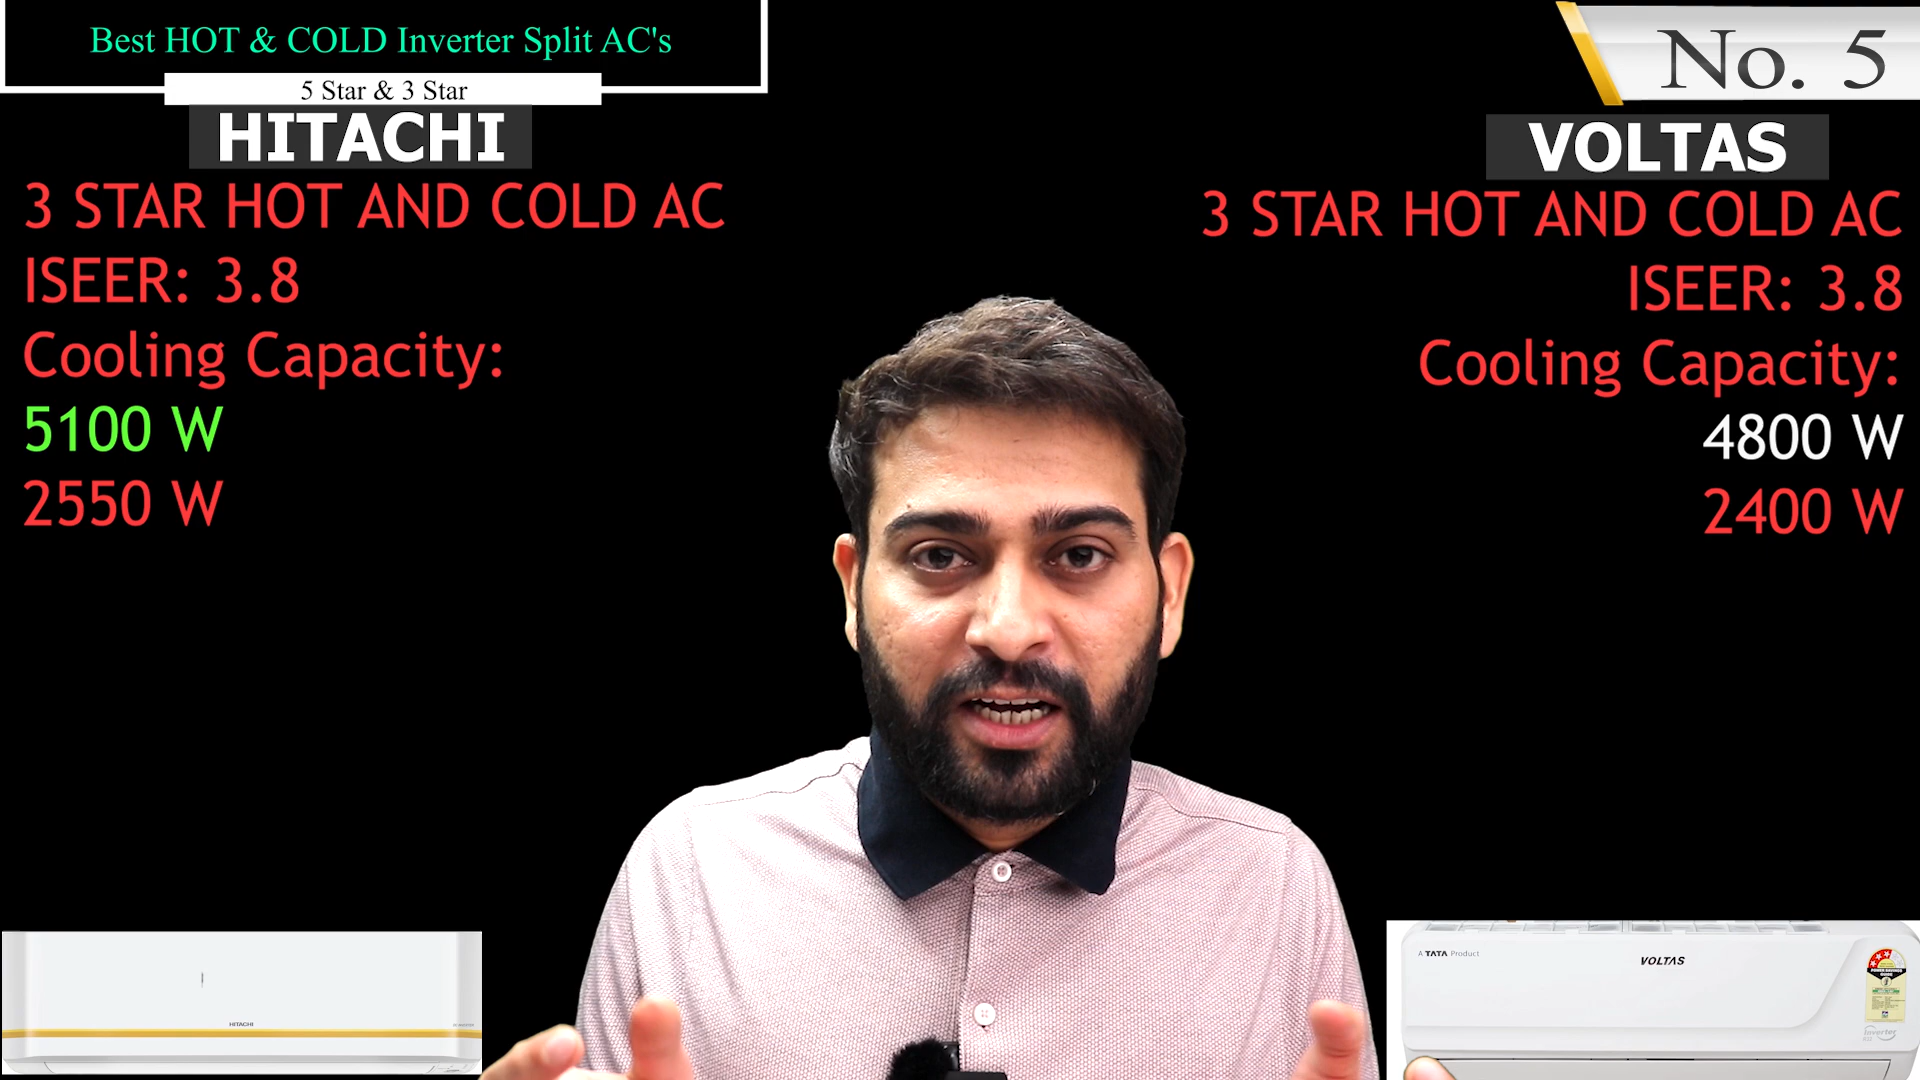 Best HOT & COLD Inverter Split AC's
5 Star & 3 Star
No. 5
HITACHI
3 STAR HOT AND COLD AC
ISEER: 3.8
Cooling Capacity:
5100 W
2550 W
VOLTAS
3 STAR HOT AND COLD AC
ISEER: 3.8
Cooling Capacity:
4800 W
2400 W
HITACHI
A TATA Product
VOLTAS
Inverter